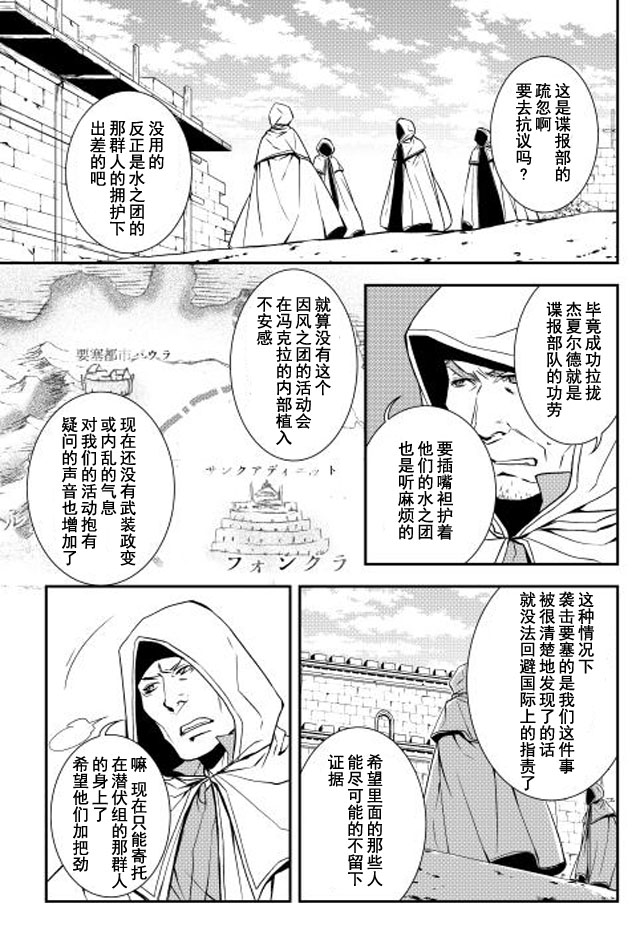 这是谍报部的
疏忽啊
要去抗议吗?
没用的
反正是水之团的
那群人的拥护下
出差的吧
毕竟成功拉拢
杰夏尔德就是
谍报部队的功劳
要插嘴袒护着
他们的水之团
也是听麻烦的
就算没有这个
因风之团的活动会
在冯克拉的内部植入
不安感
现在还没有武装政变
或内乱的气息
对我们的活动抱有
疑问的声音也增加了
要塞都市パウラ
サンクアディニット
フォンクラ
这种情况下
袭击要塞的是我们这件事
被很清楚地发现了的话
就没法回避国际上的指责了
希望里面的那些人
能尽可能的不留下
证据
嘛 现在只能寄托
在潜伏组的那群人
的身上了
希望他们加把劲